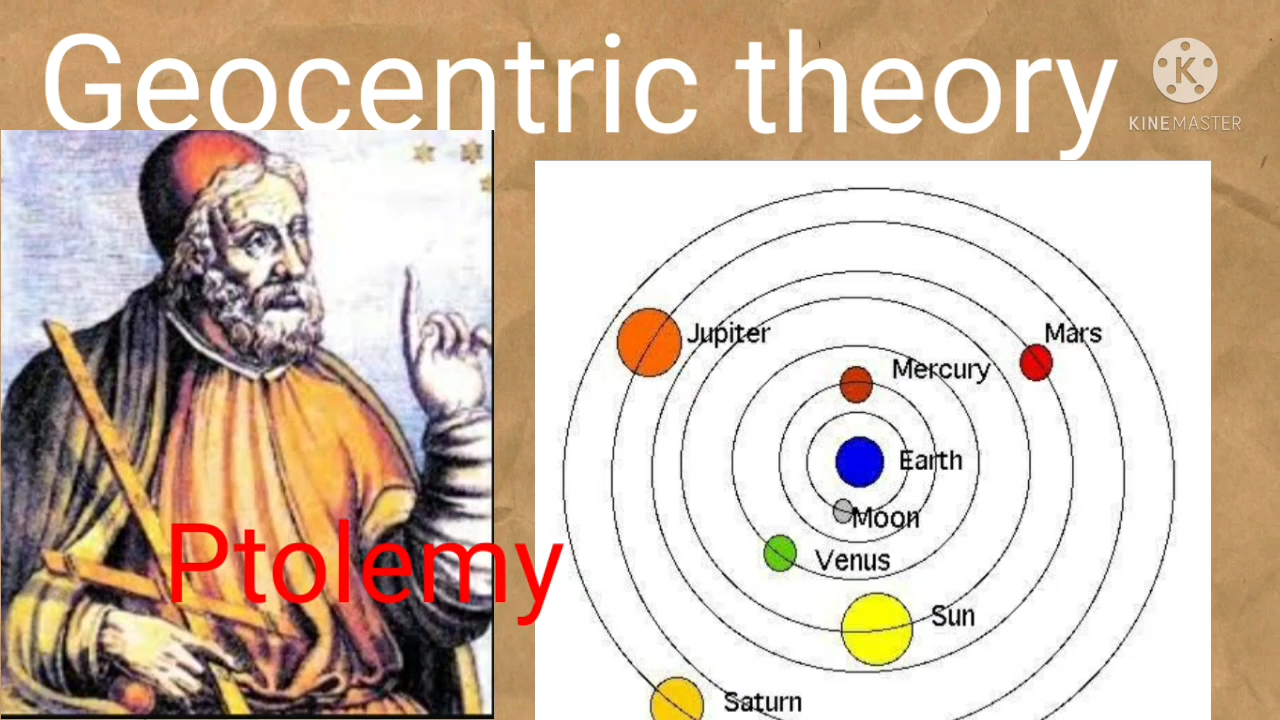 Geocentric theory
K
KINEMASTER
Jupiter
Mars
Mercury
Earth
Moon
Venus
Ptolemy
Sun
Saturn